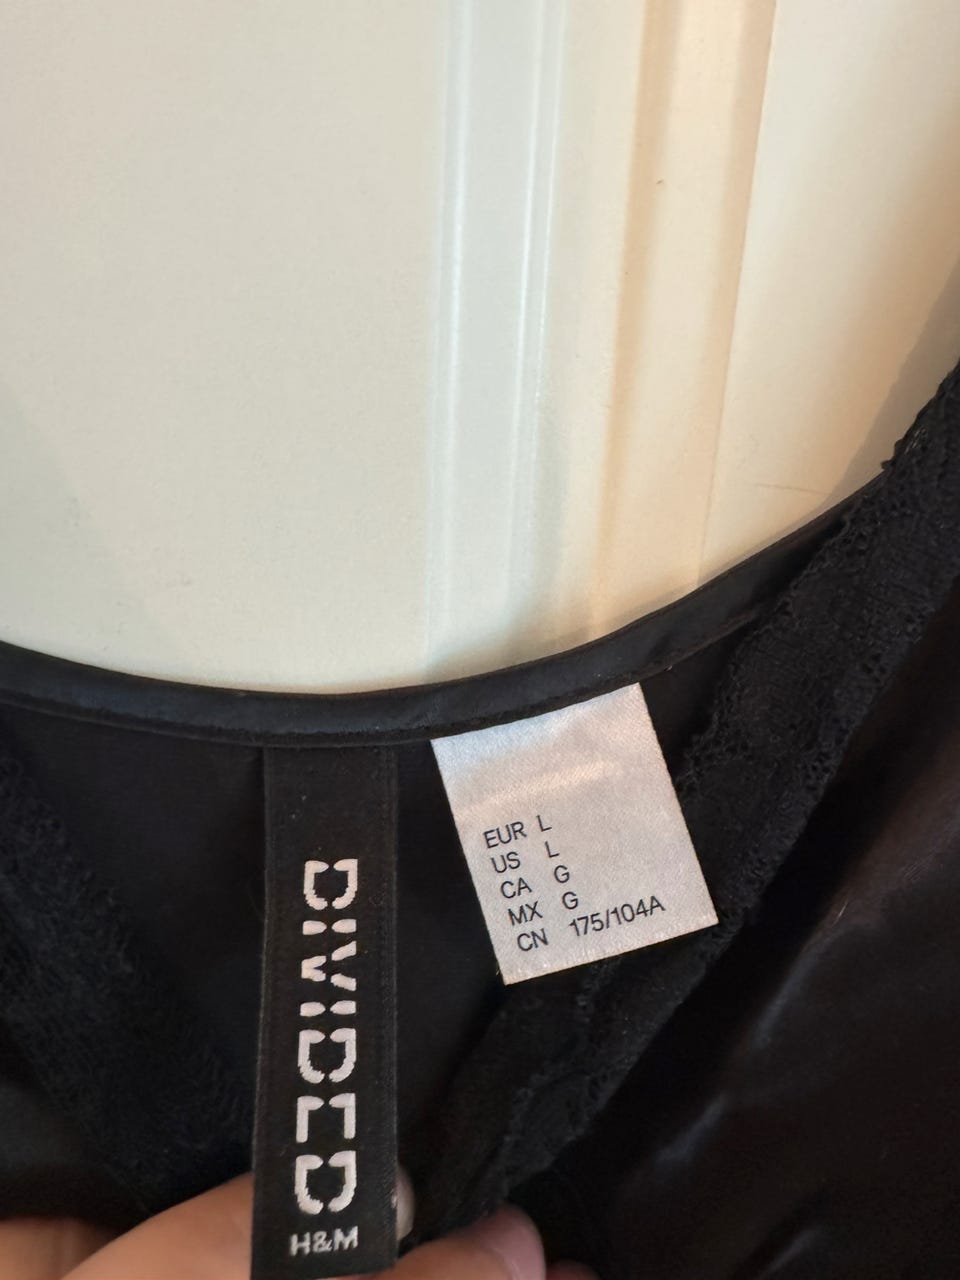 DIVIDED
H&M
EUR L
US L
CA G
MX G
CN 175/104A